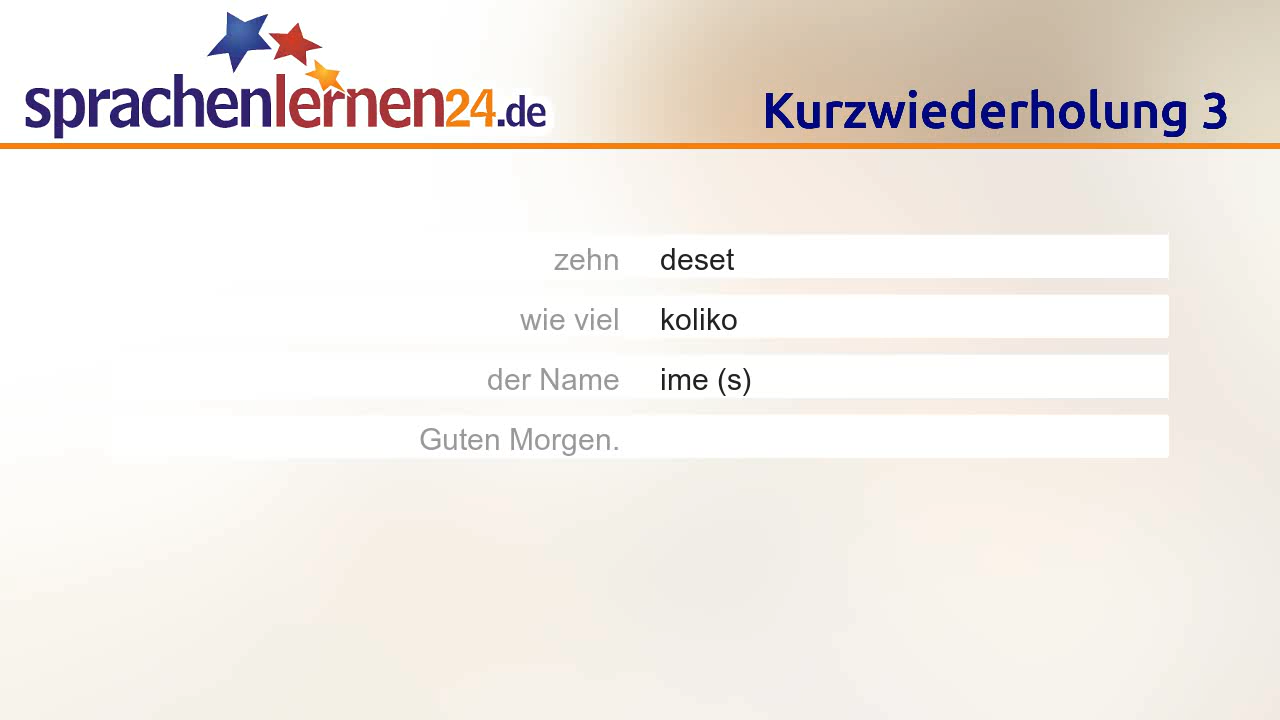 sprachenlernen24.de
Kurzwiederholung 3
zehn deset
wie viel koliko
der Name ime (s)
Guten Morgen.